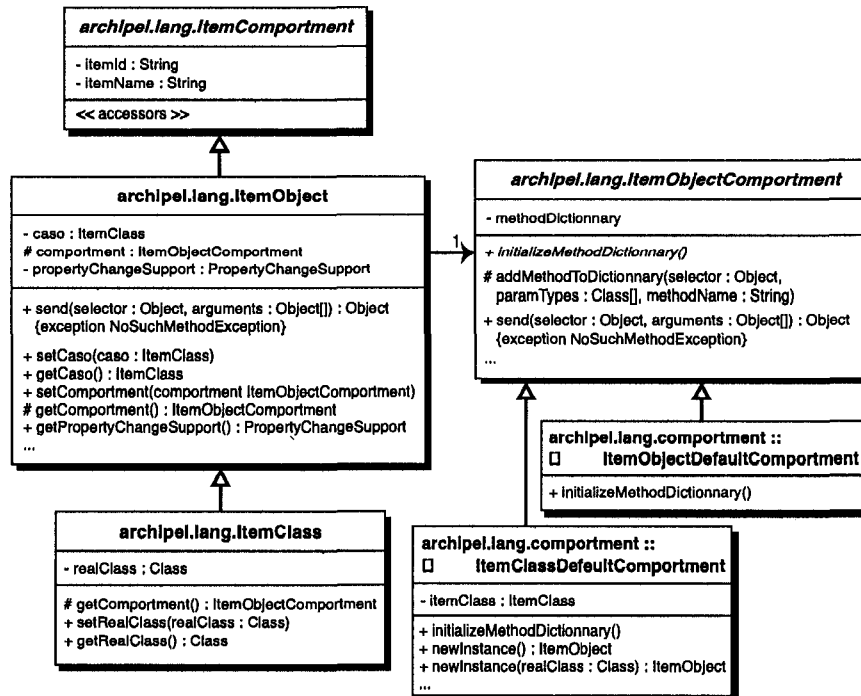 archipel.lang.ItemComportment
- itemId : String
- itemName : String
<< accessors >>
archipel.lang.ItemObject
- caso : ItemClass
# comportment : ItemObjectComportment
- propertyChangeSupport : PropertyChangeSupport
+ send(selector : Object, arguments : Object[]) : Object
{exception NoSuchMethodException}
+ setCaso(caso : ItemClass)
+ getCaso() : ItemClass
+ setComportment(comportment ItemObjectComportment)
# getComportment() : ItemObjectComportment
+ getPropertyChangeSupport() : PropertyChangeSupport
...
1
archipel.lang.ItemObjectComportment
- methodDictionnary
+ initializeMethodDictionnary()
# addMethodToDictionnary(selector : Object,
paramTypes : Class[], methodName : String)
+ send(selector : Object, arguments : Object[]) : Object
{exception NoSuchMethodException}
...
archipel.lang.comportment ::
ItemObjectDefaultComportment
+ initializeMethodDictionnary()
archipel.lang.ItemClass
- realClass : Class
# getComportment() : ItemObjectComportment
+ setRealClass(realClass : Class)
+ getRealClass() : Class
archipel.lang.comportment ::
ItemClassDefeultComportment
- itemClass : ItemClass
+ initializeMethodDictionnary()
+ newInstance() : ItemObject
+ newInstance(realClass : Class) : ItemObject
...